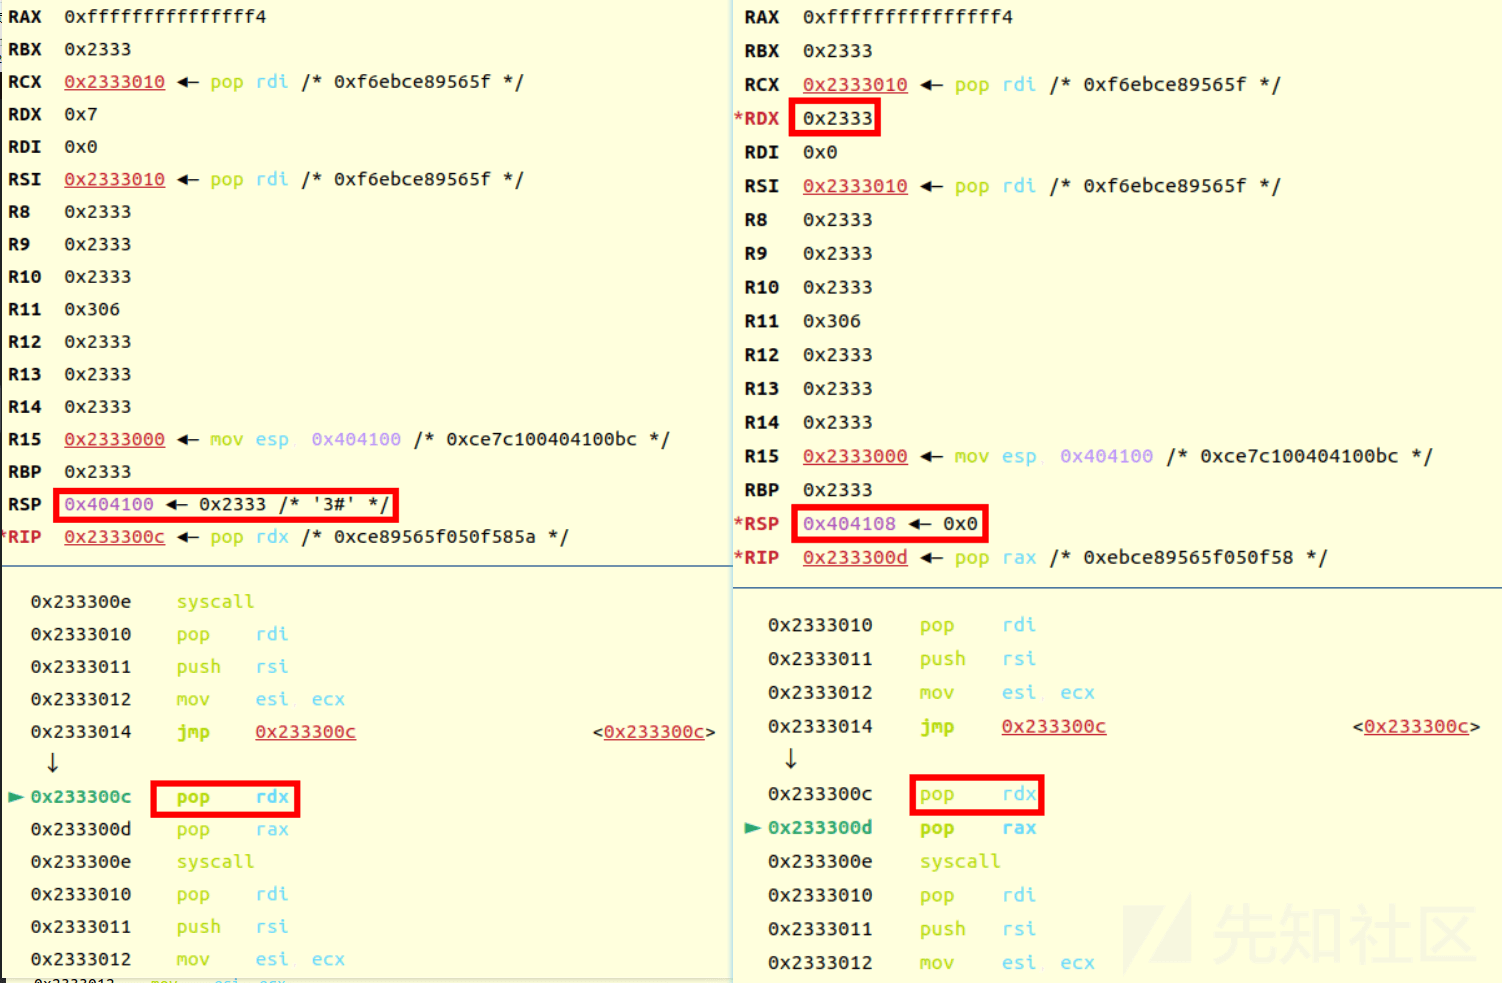 RAX 0xfffffffffffffff4
RBX 0x2333
RCX 0x2333010 ◂— pop rdi /* 0xf6ebce89565f */
RDX 0x7
RDI 0x0
RSI 0x2333010 ◂— pop rdi /* 0xf6ebce89565f */
R8 0x2333
R9 0x2333
R10 0x2333
R11 0x306
R12 0x2333
R13 0x2333
R14 0x2333
R15 0x2333000 ◂— mov esp, 0x404100 /* 0xce7c100404100bc */
RBP 0x2333
RSP 0x404100 ◂— 0x2333 /* '3#' */
*RIP 0x233300c ◂— pop rdx /* 0xce89565f050f585a */
0x233300e syscall
0x2333010 pop rdi
0x2333011 push rsi
0x2333012 mov esi, ecx
0x2333014 jmp 0x233300c <0x233300c>
↓
► 0x233300c pop rdx
0x233300d pop rax
0x233300e syscall
0x2333010 pop rdi
0x2333011 push rsi
0x2333012 mov esi, ecx
0x2333012 mov esi, ecx
RAX 0xfffffffffffffff4
RBX 0x2333
RCX 0x2333010 ◂— pop rdi /* 0xf6ebce89565f */
*RDX 0x2333
RDI 0x0
RSI 0x2333010 ◂— pop rdi /* 0xf6ebce89565f */
R8 0x2333
R9 0x2333
R10 0x2333
R11 0x306
R12 0x2333
R13 0x2333
R14 0x2333
R15 0x2333000 ◂— mov esp, 0x404100 /* 0xce7c100404100bc */
RBP 0x2333
*RSP 0x404108 ◂— 0x0
*RIP 0x233300d ◂— pop rax /* 0xebce89565f050f58 */
0x2333010 pop rdi
0x2333011 push rsi
0x2333012 mov esi, ecx
0x2333014 jmp 0x233300c <0x233300c>
↓
0x233300c pop rdx
► 0x233300d pop rax
0x233300e syscall
0x2333010 pop rdi
0x2333011 push rsi
0x2333012 mov esi, ecx
先知社区